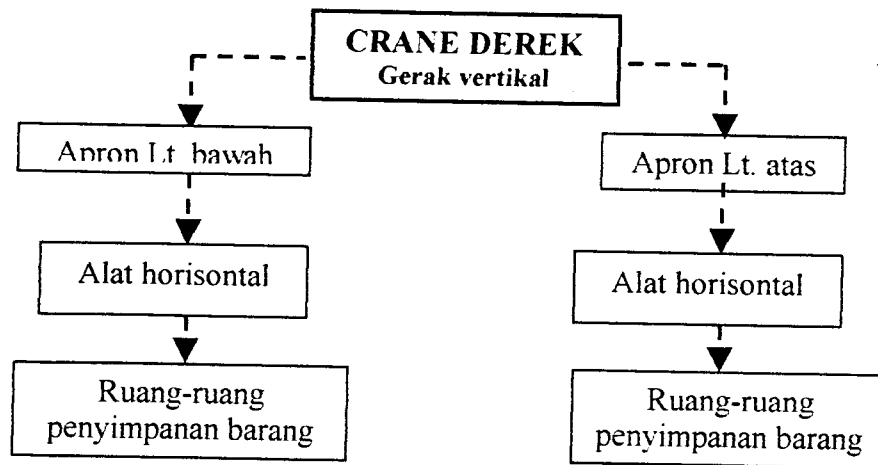 CRANE DEREK
Gerak vertikal
Apron Lt. bawah
Apron Lt. atas
Alat horisontal
Alat horisontal
Ruang-ruang
penyimpanan barang
Ruang-ruang
penyimpanan barang